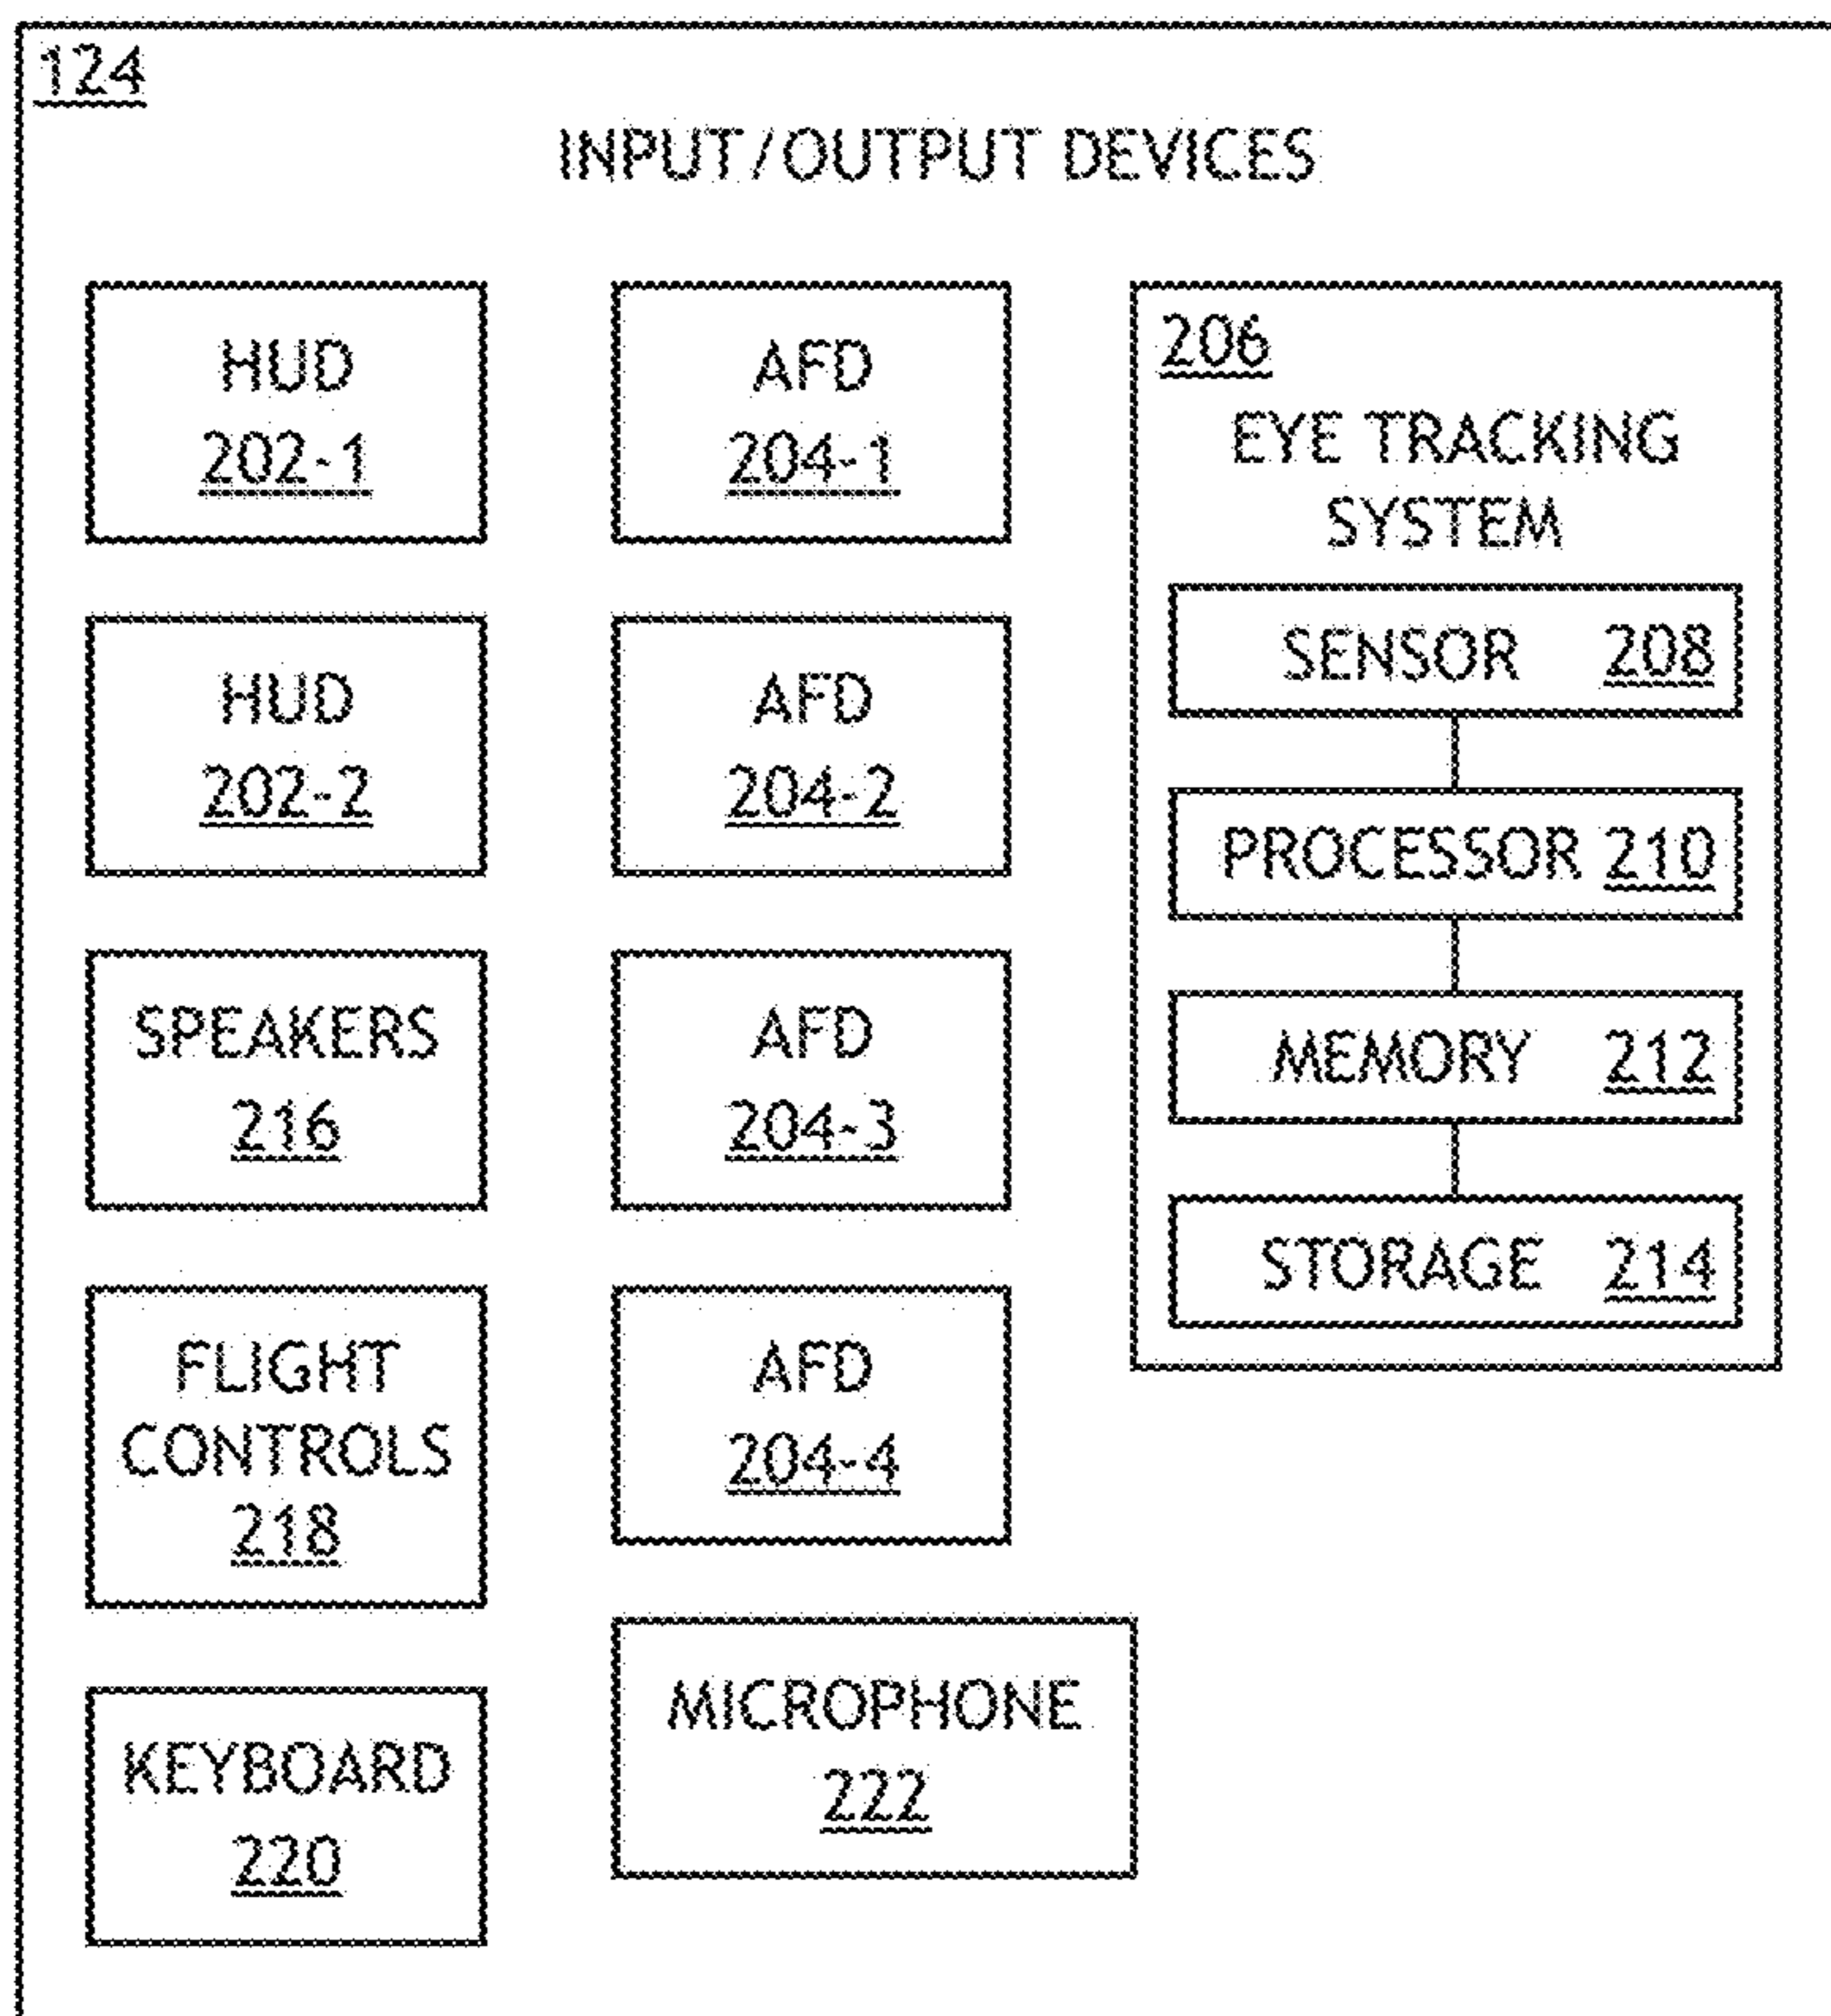 124
INPUT/OUTPUT DEVICES
HUD
202-1
HUD
202-2
SPEAKERS
216
FLIGHT
CONTROLS
218
KEYBOARD
220
AFD
204-1
AFD
204-2
AFD
204-3
AFD
204-4
MICROPHONE
222
206
EYE TRACKING
SYSTEM
SENSOR 208
PROCESSOR 210
MEMORY 212
STORAGE 214